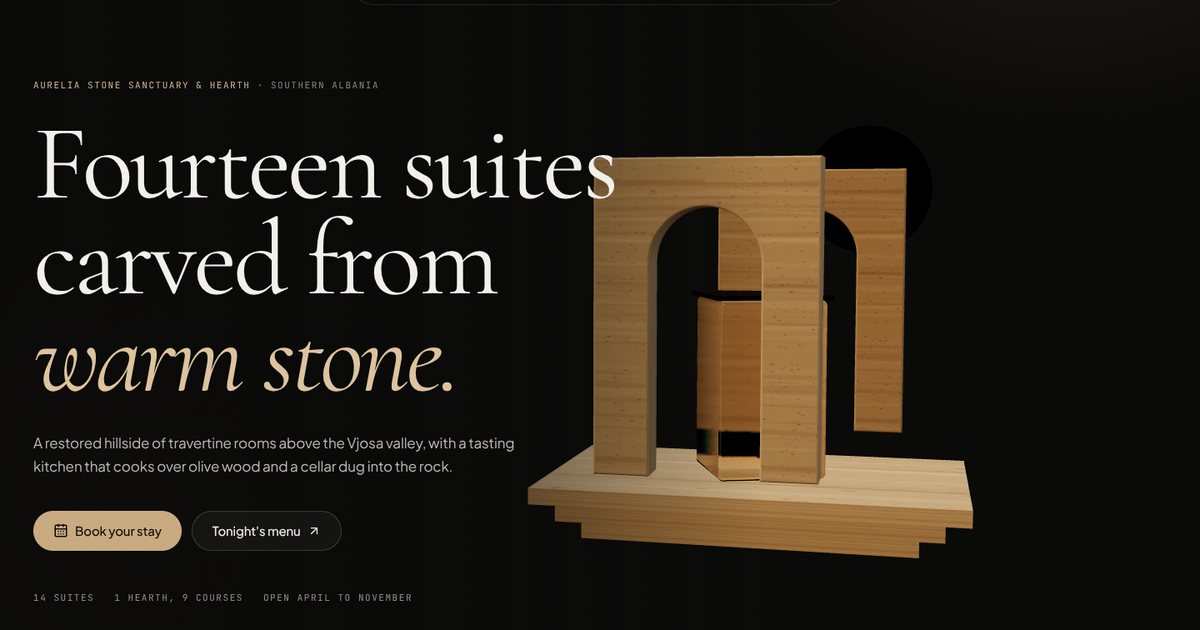 AURELIA STONE SANCTUARY & HEARTH · SOUTHERN ALBANIA
Fourteen suites
carved from
warm stone.
A restored hillside of travertine rooms above the Vjosa valley, with a tasting
kitchen that cooks over olive wood and a cellar dug into the rock.
Book your stay
Tonight's menu
14 SUITES 1 HEARTH, 9 COURSES OPEN APRIL TO NOVEMBER